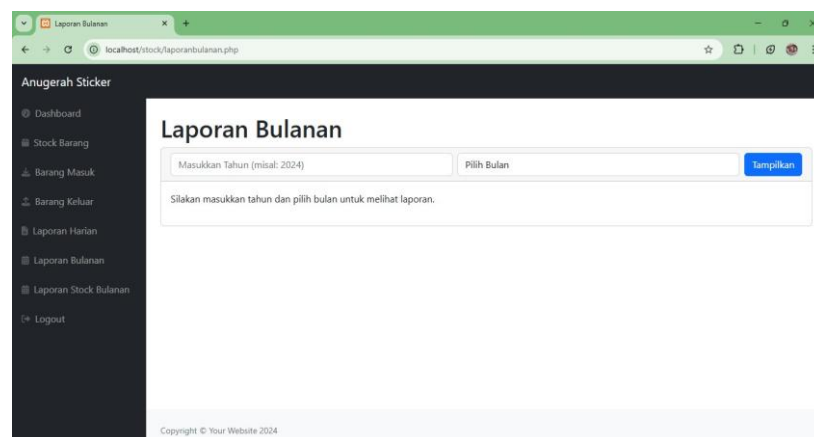 Laporan Bulanan
localhost/stock/laporanbulanan.php
Anugerah Sticker
Dashboard
Stock Barang
Barang Masuk
Barang Keluar
Laporan Harian
Laporan Bulanan
Laporan Stock Bulanan
Logout
Laporan Bulanan
Masukkan Tahun (misal: 2024)
Pilih Bulan
Tampilkan
Silakan masukkan tahun dan pilih bulan untuk melihat laporan.
Copyright © Your Website 2024